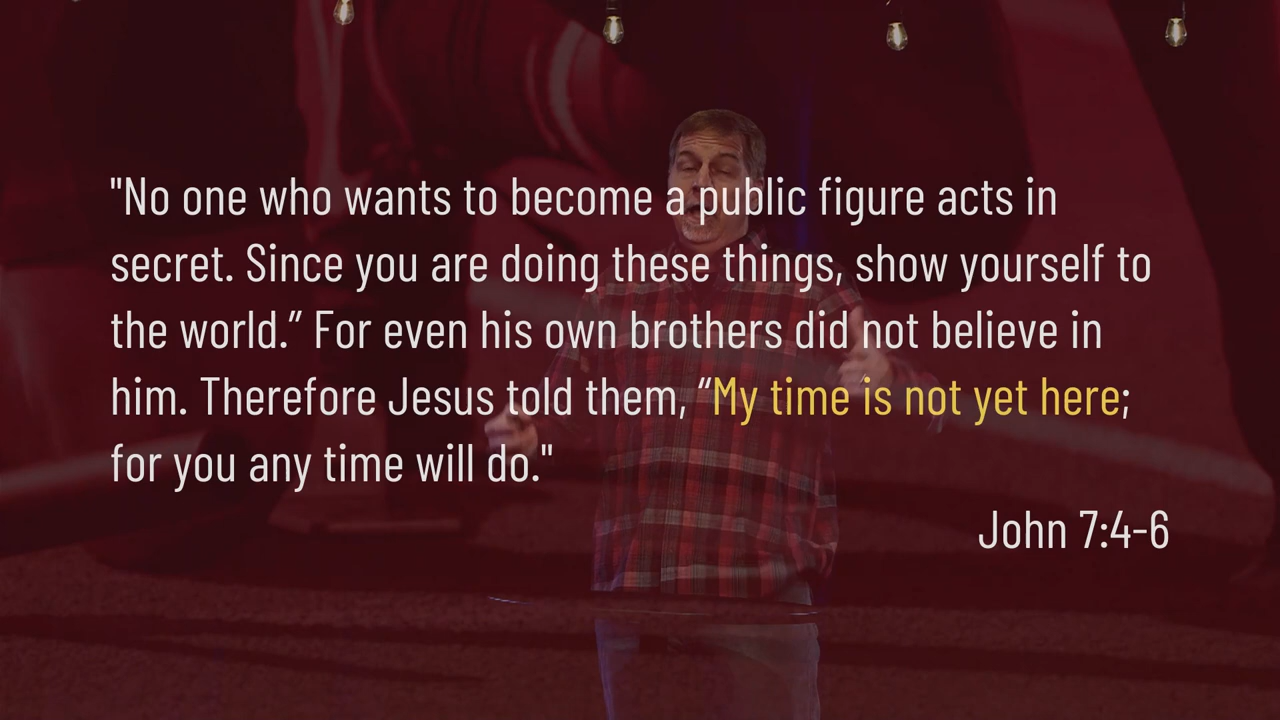 "No one who wants to become a public figure acts in
secret. Since you are doing these things, show yourself to
the world.” For even his own brothers did not believe in
him. Therefore Jesus told them, “My time is not yet here;
for you any time will do."
John 7:4-6